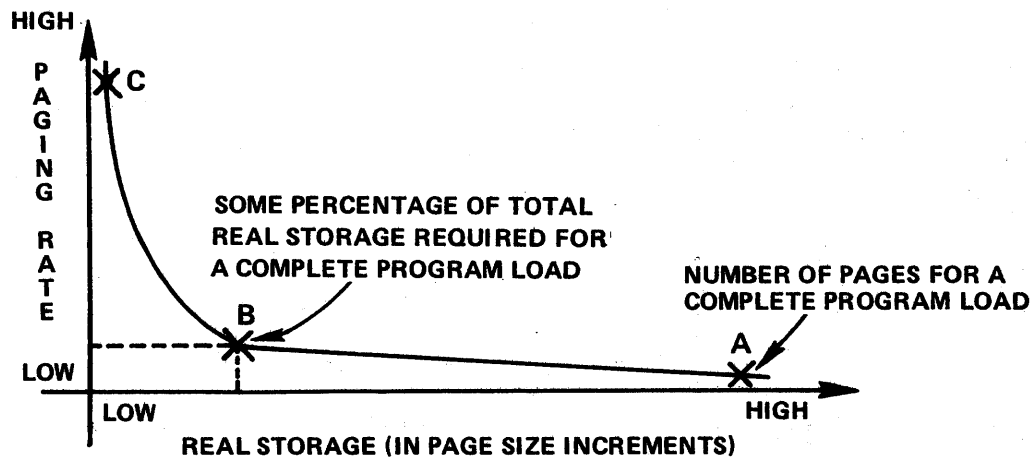 HIGH
PAGING RATE
C
SOME PERCENTAGE OF TOTAL
REAL STORAGE REQUIRED FOR
A COMPLETE PROGRAM LOAD
NUMBER OF PAGES FOR A
COMPLETE PROGRAM LOAD
B
A
LOW
LOW
HIGH
REAL STORAGE (IN PAGE SIZE INCREMENTS)